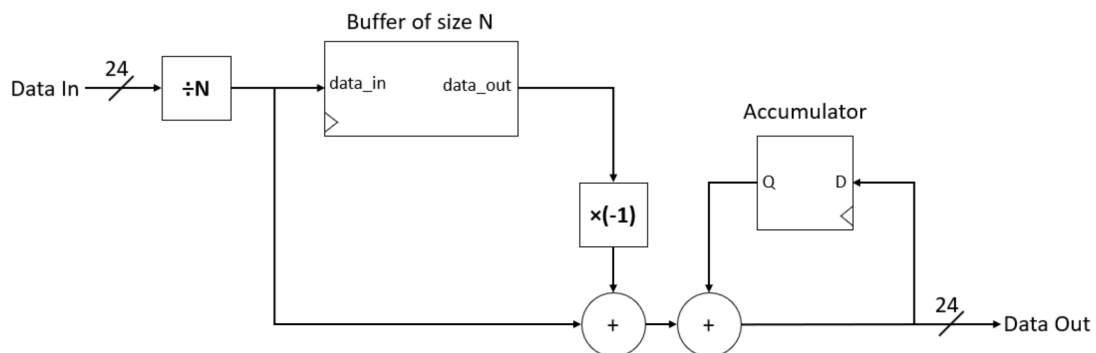 Buffer of size N
24
Data In
÷N
data_in
data_out
Accumulator
Q
D
×(-1)
+
+
24
Data Out